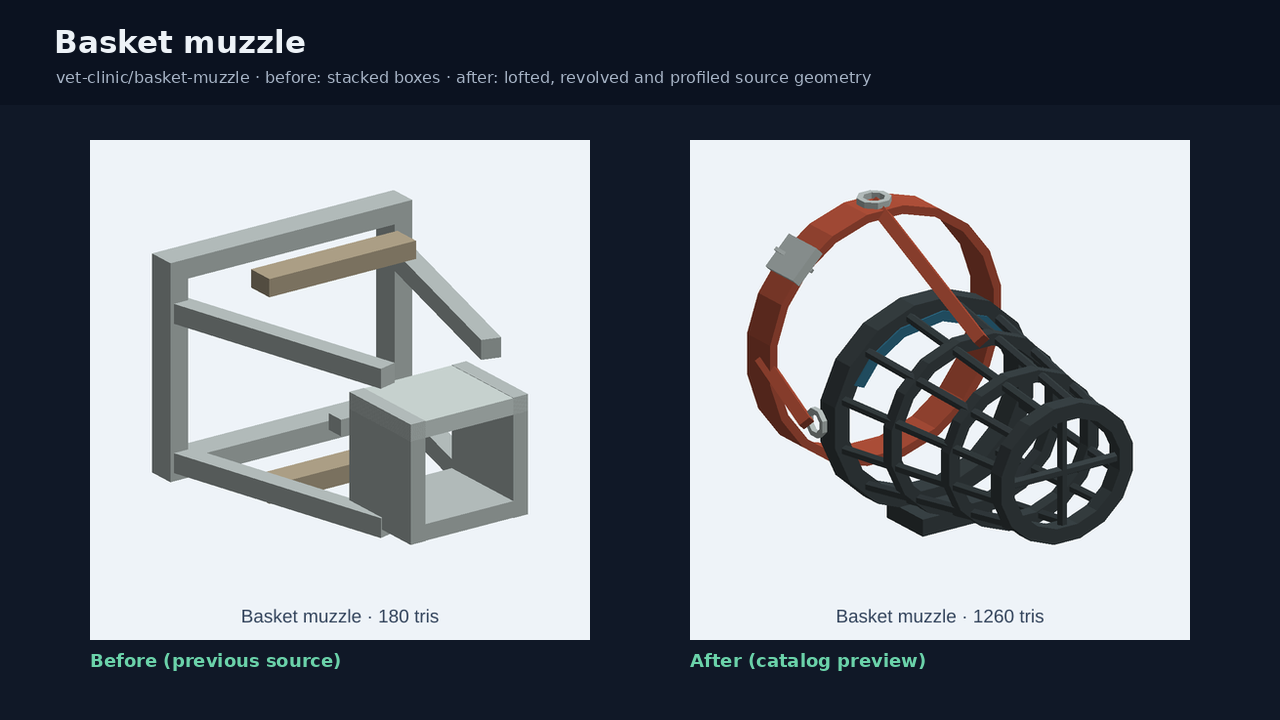 Basket muzzle
vet-clinic/basket-muzzle · before: stacked boxes · after: lofted, revolved and profiled source geometry
Basket muzzle · 180 tris
Basket muzzle · 1260 tris
Before (previous source)
After (catalog preview)